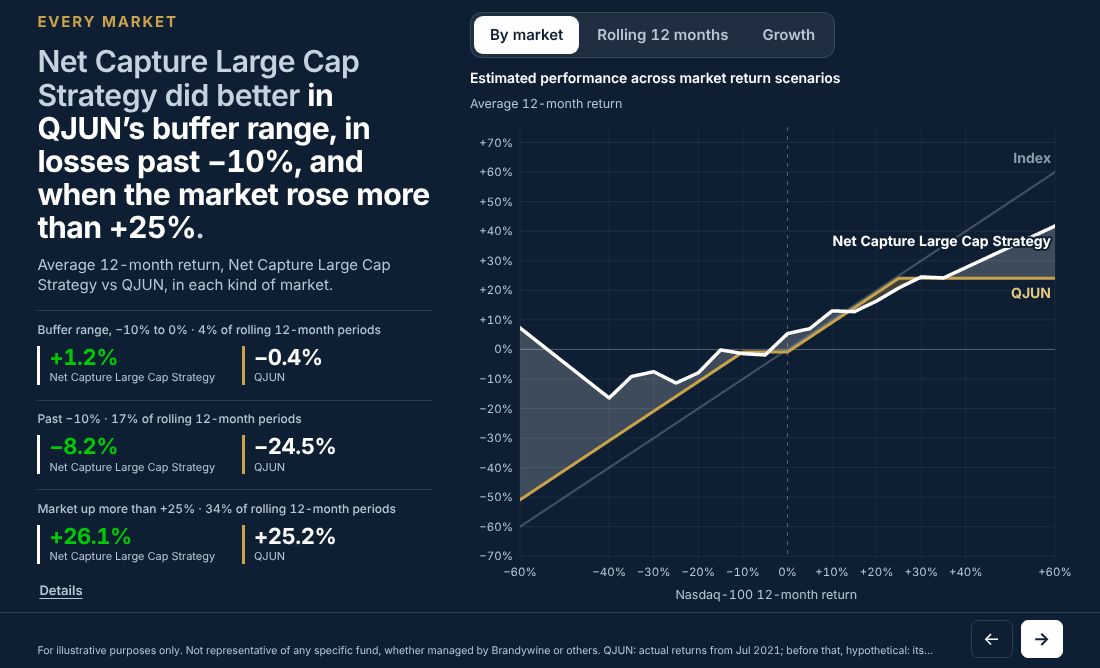 EVERY MARKET
Net Capture Large Cap
Strategy did better in
QJUN’s buffer range, in
losses past −10%, and
when the market rose more
than +25%.
Average 12-month return, Net Capture Large Cap
Strategy vs QJUN, in each kind of market.
Buffer range, −10% to 0% · 4% of rolling 12-month periods
+1.2%
Net Capture Large Cap Strategy
−0.4%
QJUN
Past −10% · 17% of rolling 12-month periods
−8.2%
Net Capture Large Cap Strategy
−24.5%
QJUN
Market up more than +25% · 34% of rolling 12-month periods
+26.1%
Net Capture Large Cap Strategy
+25.2%
QJUN
Details
By market
Rolling 12 months
Growth
Estimated performance across market return scenarios
Average 12-month return
+70%
+60%
+50%
+40%
+30%
+20%
+10%
0%
−10%
−20%
−30%
−40%
−50%
−60%
−70%
Index
Net Capture Large Cap Strategy
QJUN
−60% −40% −30% −20% −10% 0% +10% +20% +30% +40% +60%
Nasdaq-100 12-month return
For illustrative purposes only. Not representative of any specific fund, whether managed by Brandywine or others. QJUN: actual returns from Jul 2021; before that, hypothetical: its…